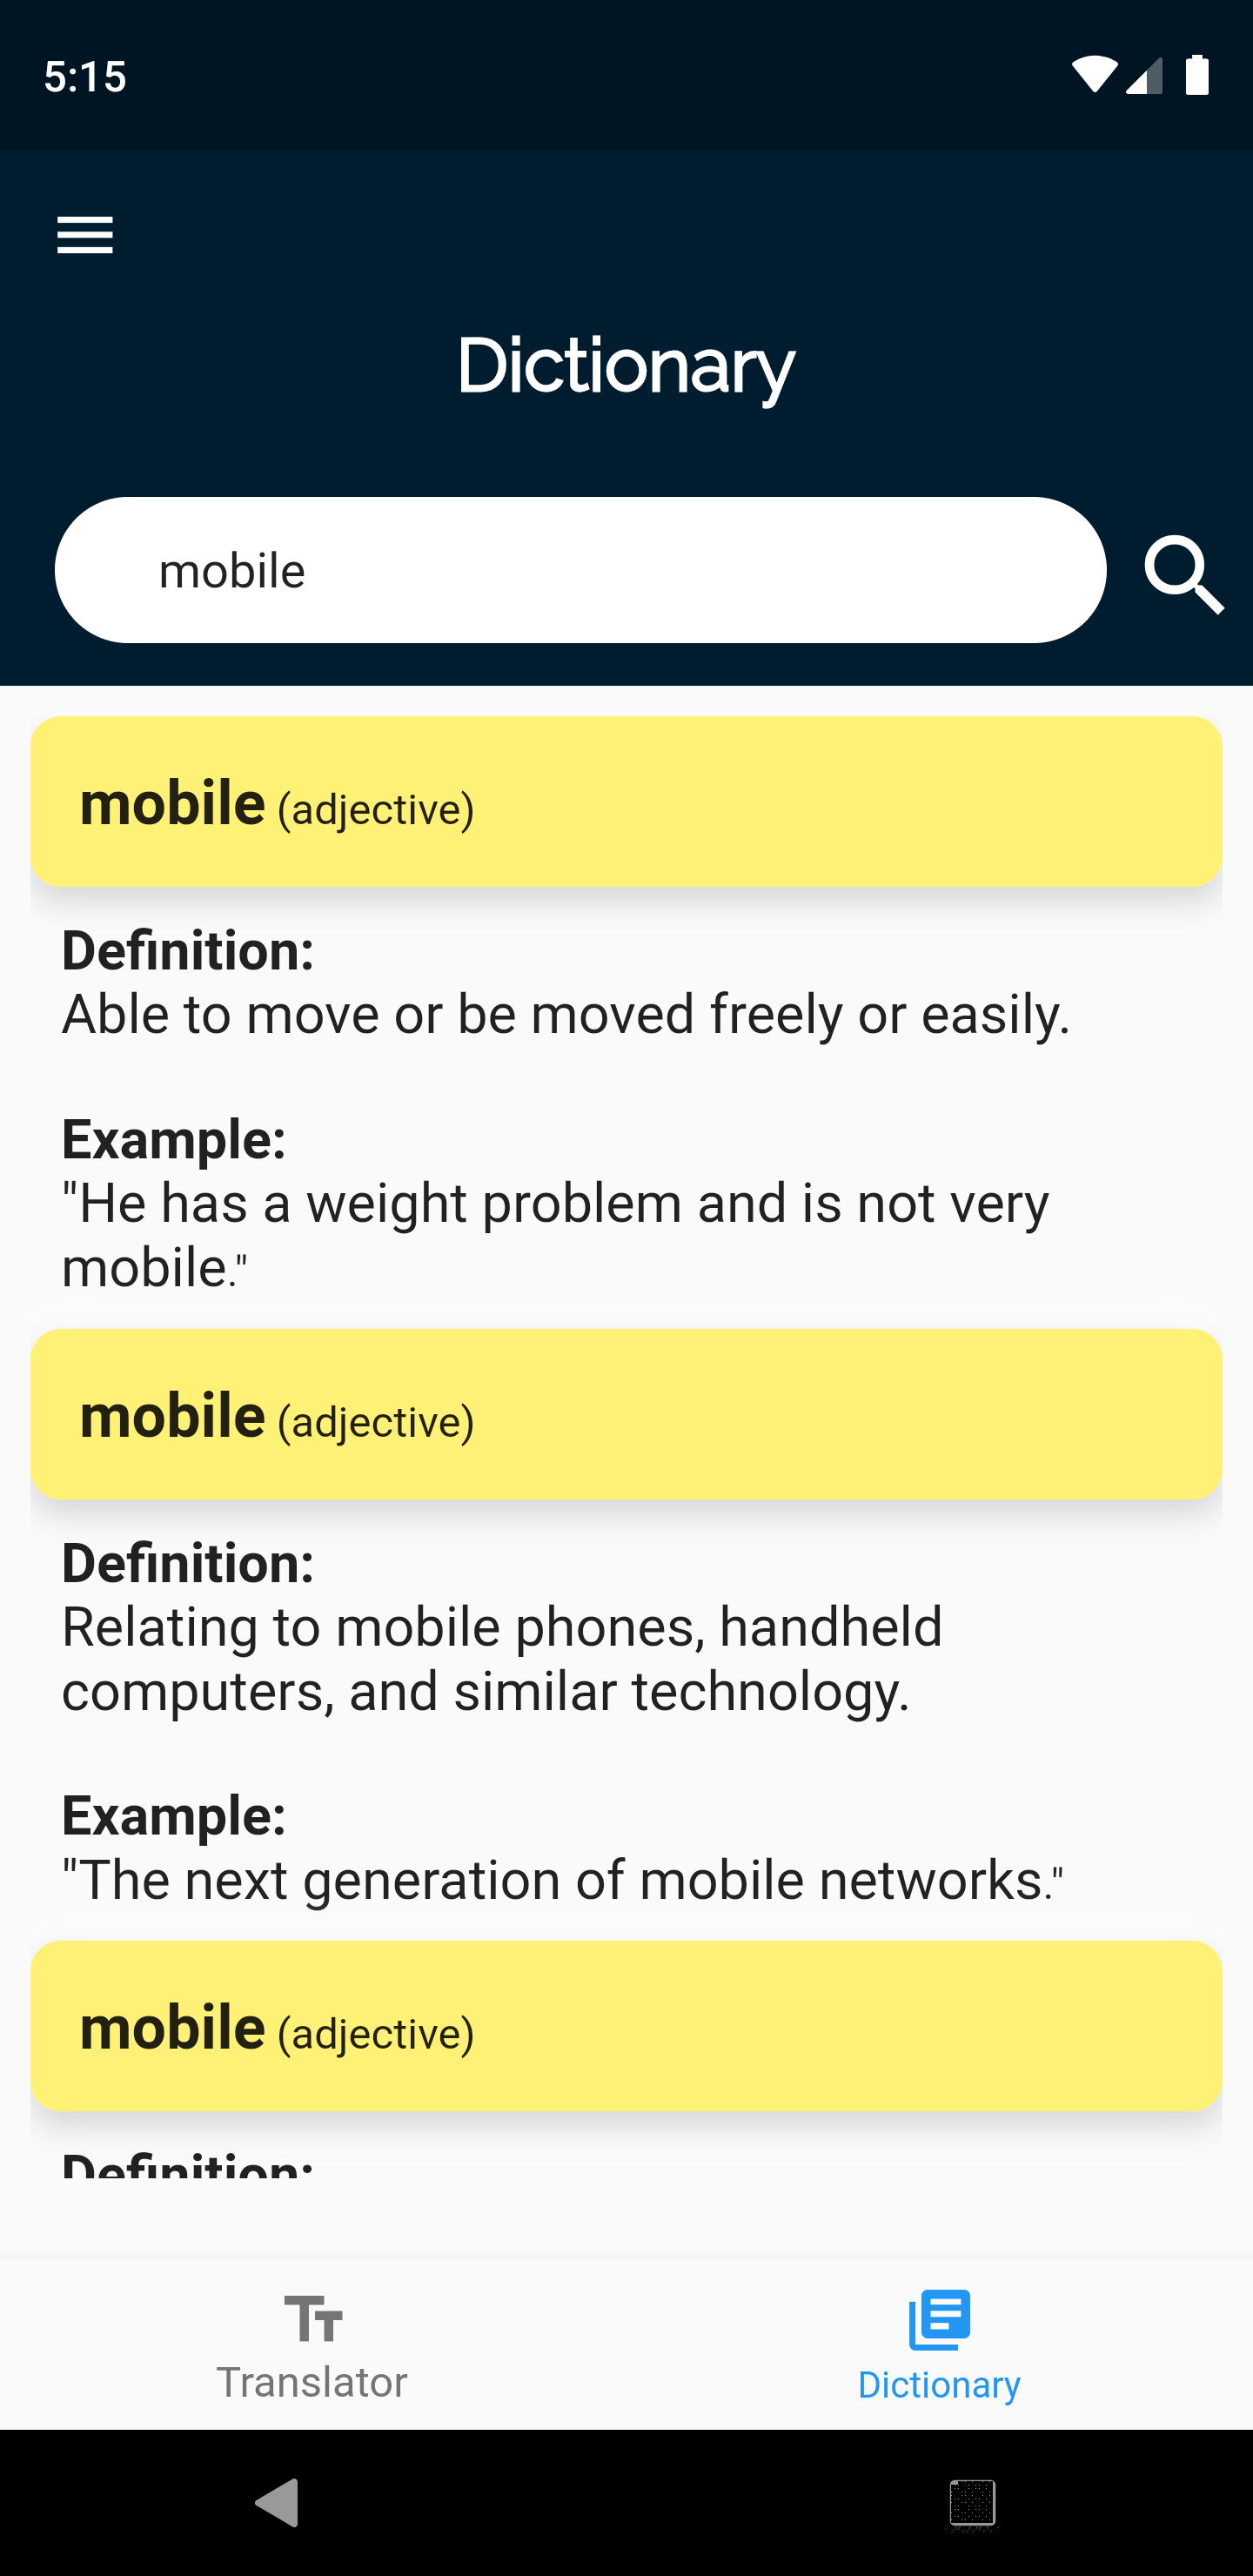 5:15
Dictionary
mobile
mobile (adjective)
Definition:
Able to move or be moved freely or easily.
Example:
"He has a weight problem and is not very
mobile."
mobile (adjective)
Definition:
Relating to mobile phones, handheld
computers, and similar technology.
Example:
"The next generation of mobile networks."
mobile (adjective)
Definition:
Translator
Dictionary